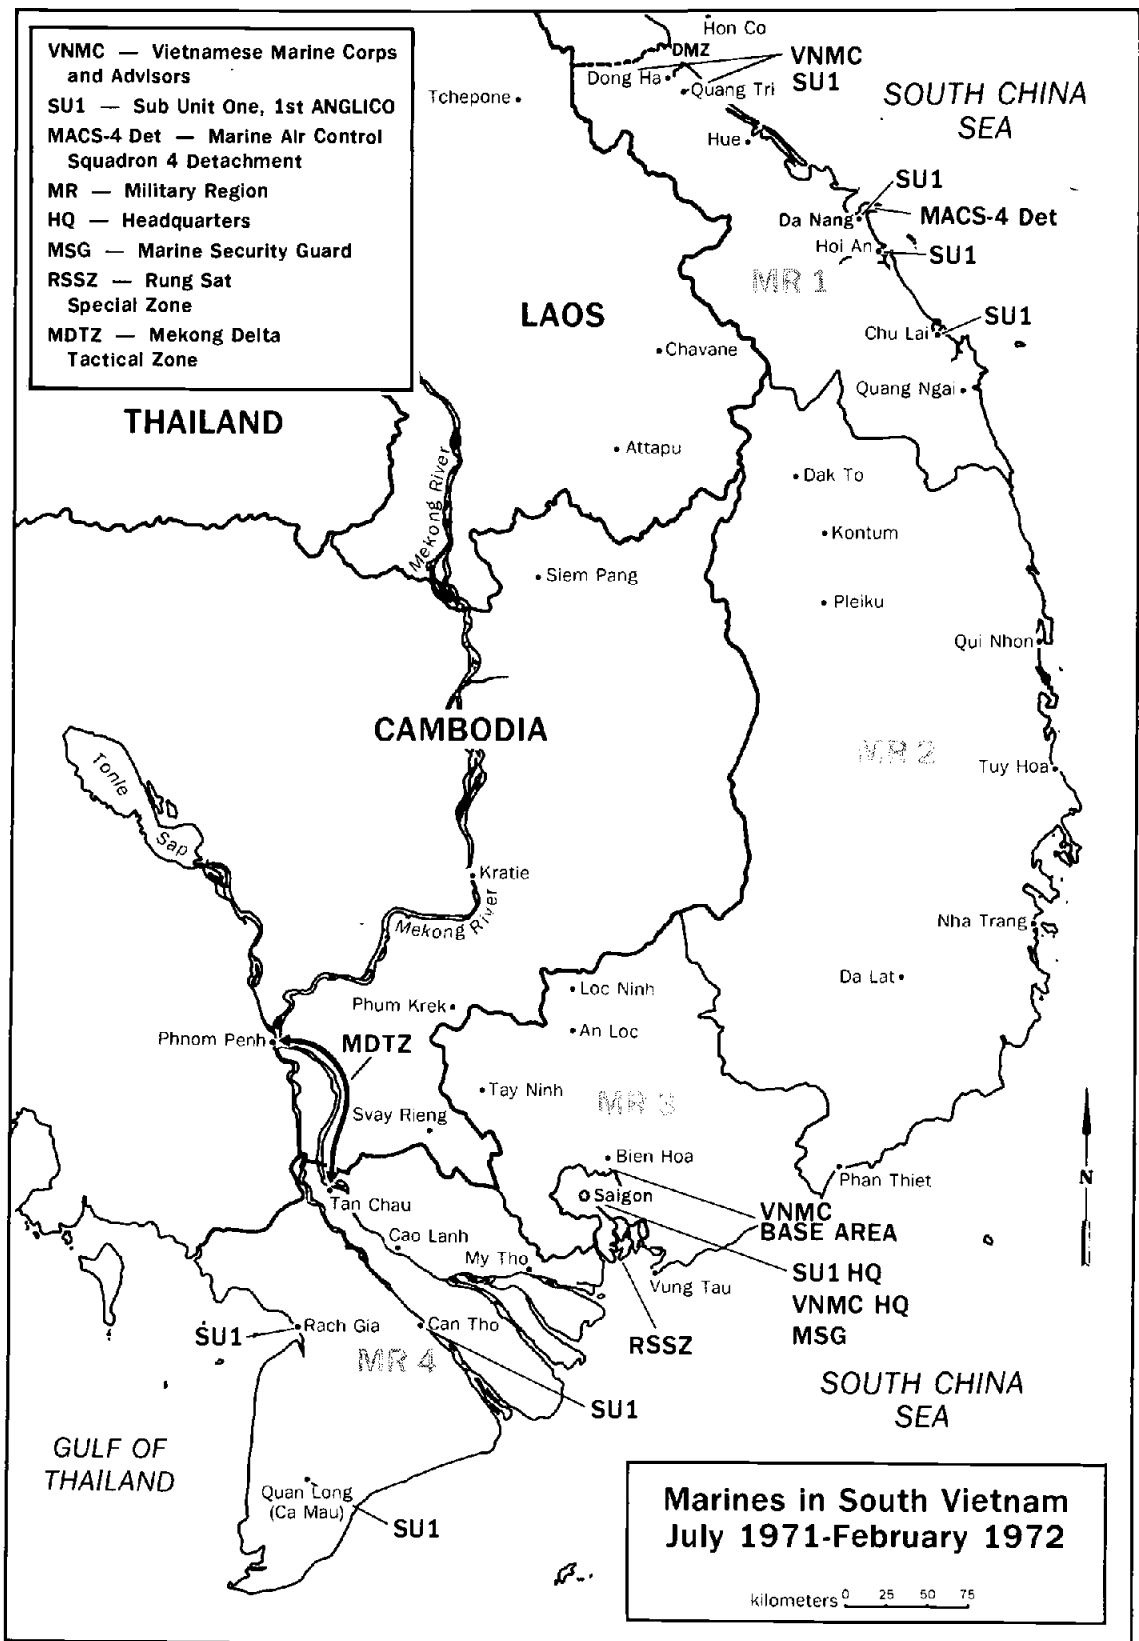 VNMC — Vietnamese Marine Corps
and Advisors
SU1 — Sub Unit One, 1st ANGLICO
MACS-4 Det — Marine Air Control
Squadron 4 Detachment
MR — Military Region
HQ — Headquarters
MSG — Marine Security Guard
RSSZ — Rung Sat
Special Zone
MDTZ — Mekong Delta
Tactical Zone
Hon Co
DMZ
VNMC
SU1
Dong Ha
Quang Tri
Tchepone
SOUTH CHINA
SEA
Hue
SU1
Da Nang
MACS-4 Det
Hoi An
SU1
MR 1
LAOS
SU1
Chu Lai
Chavane
Quang Ngai
THAILAND
Attapu
Mekong River
Dak To
Kontum
Siem Pang
Pleiku
Qui Nhon
CAMBODIA
MR 2
Tonle
Sap
Tuy Hoa
Kratie
Mekong River
Nha Trang
Da Lat
Loc Ninh
Phum Krek
An Loc
Phnom Penh
MDTZ
Tay Ninh
MR 3
Svay Rieng
Bien Hoa
N
Phan Thiet
Saigon
Tan Chau
VNMC
BASE AREA
Cao Lanh
My Tho
SU1 HQ
VNMC HQ
MSG
Vung Tau
SU1
Rach Gia
Can Tho
RSSZ
MR 4
SU1
SOUTH CHINA
SEA
GULF OF
THAILAND
Quan Long
(Ca Mau)
SU1
Marines in South Vietnam
July 1971-February 1972
kilometers 0 25 50 75